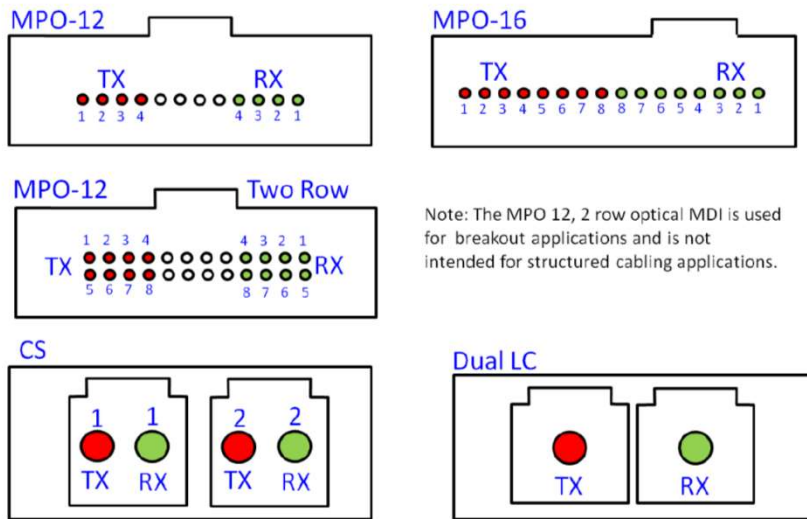 MPO-12
TX RX
1 2 3 4 4 3 2 1
MPO-16
TX RX
1 2 3 4 5 6 7 8 8 7 6 5 4 3 2 1
MPO-12 Two Row
1 2 3 4 4 3 2 1
TX RX
5 6 7 8 8 7 6 5
Note: The MPO 12, 2 row optical MDI is used
for breakout applications and is not
intended for structured cabling applications.
CS
1 1 2 2
TX RX TX RX
Dual LC
TX RX